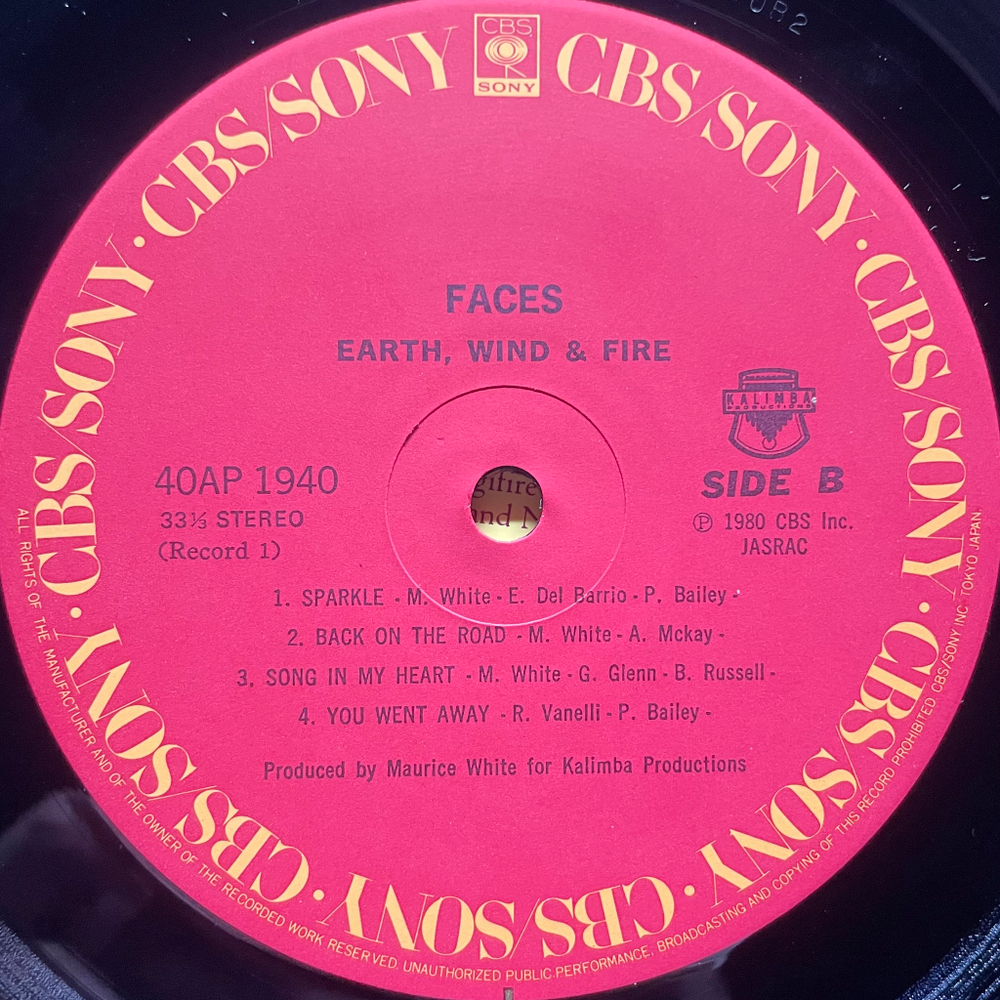 CBS
SONY
CBS/SONY · CBS/SONY · CBS/SONY · CBS/SONY · CBS/SONY · CBS/SONY · CBS/SONY · CBS/SONY
FACES
EARTH, WIND & FIRE
KALIMBA
PRODUCTIONS
40AP 1940
SIDE B
33⅓ STEREO
Ⓟ 1980 CBS Inc.
(Record 1)
JASRAC
1. SPARKLE - M. White - E. Del Barrio - P. Bailey -
2. BACK ON THE ROAD - M. White - A. Mckay -
3. SONG IN MY HEART - M. White - G. Glenn - B. Russell -
4. YOU WENT AWAY - R. Vanelli - P. Bailey -
Produced by Maurice White for Kalimba Productions
ALL RIGHTS OF THE MANUFACTURER AND OF THE OWNER OF THE RECORDED WORK RESERVED. UNAUTHORIZED PUBLIC PERFORMANCE, BROADCASTING AND COPYING OF THIS RECORD PROHIBITED CBS/SONY INC. TOKYO JAPAN.